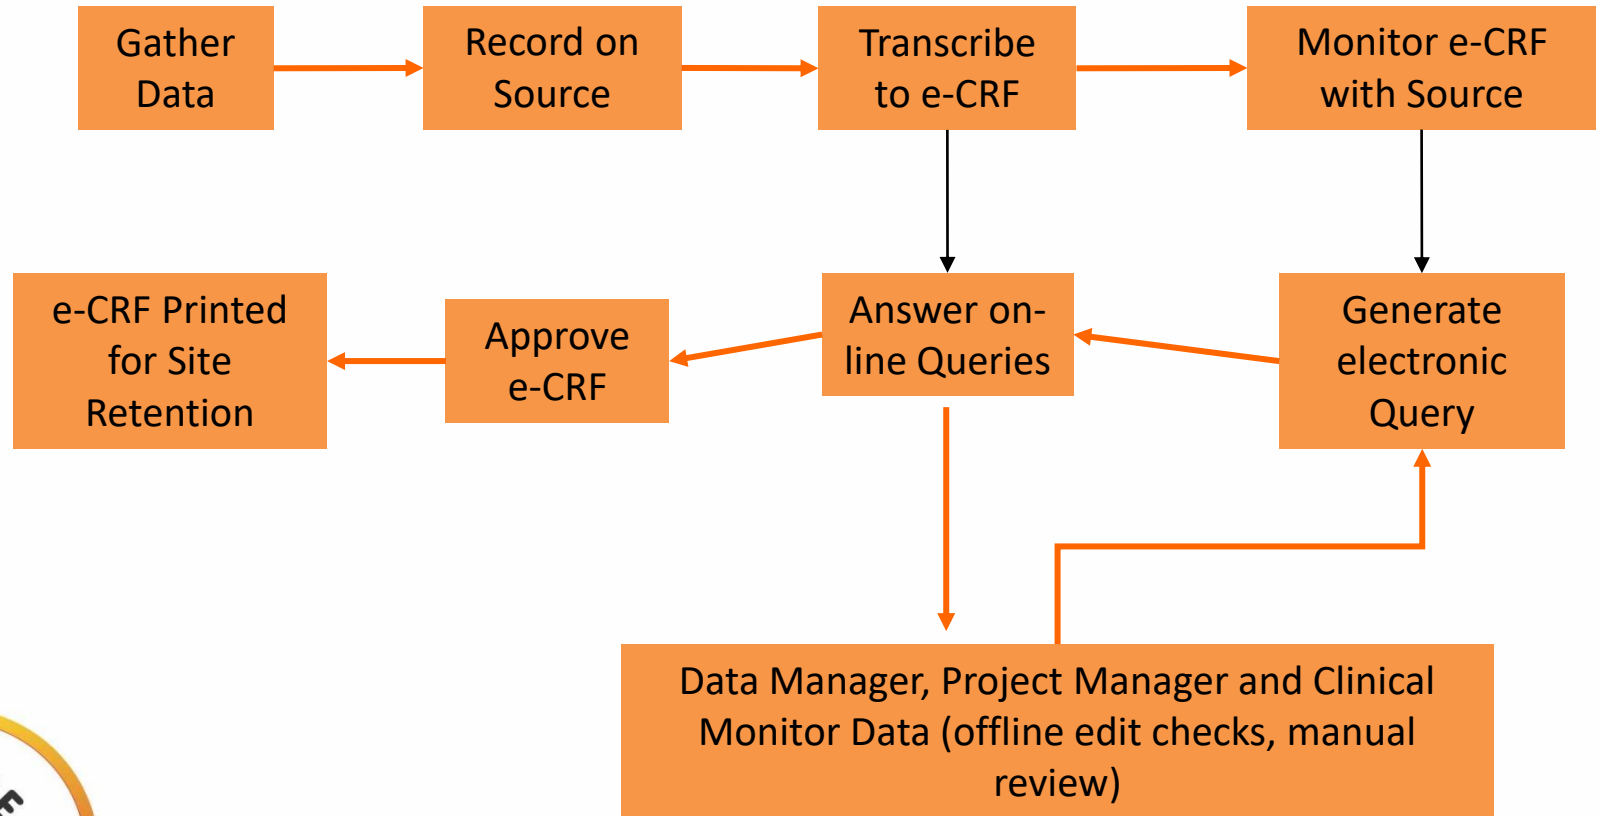 Gather
Data
Record on
Source
Transcribe
to e-CRF
Monitor e-CRF
with Source
e-CRF Printed
for Site
Retention
Approve
e-CRF
Answer on-
line Queries
Generate
electronic
Query
Data Manager, Project Manager and Clinical
Monitor Data (offline edit checks, manual
review)